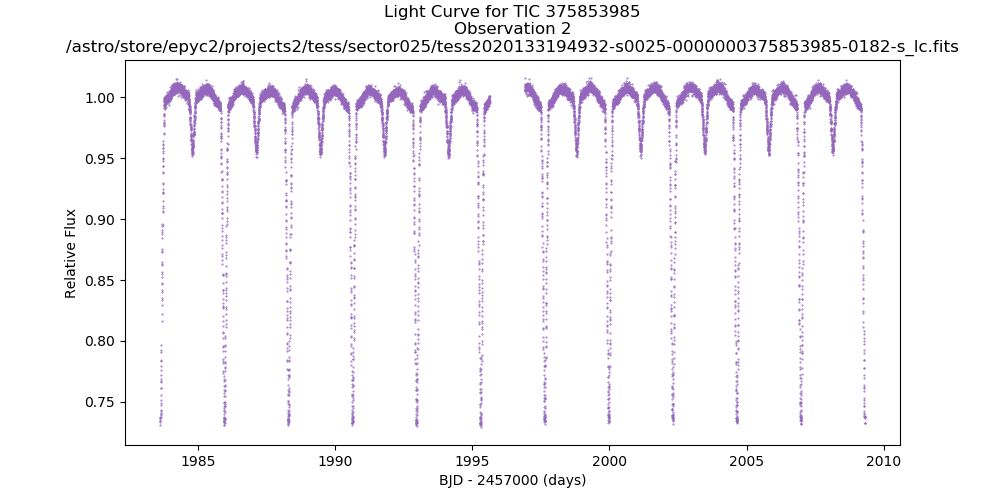 Light Curve for TIC 375853985
Observation 2
/astro/store/epyc2/projects2/tess/sector025/tess2020133194932-s0025-0000000375853985-0182-s_lc.fits
1.00
0.95
0.90
0.85
0.80
0.75
Relative Flux
1985
1990
1995
2000
2005
2010
BJD - 2457000 (days)